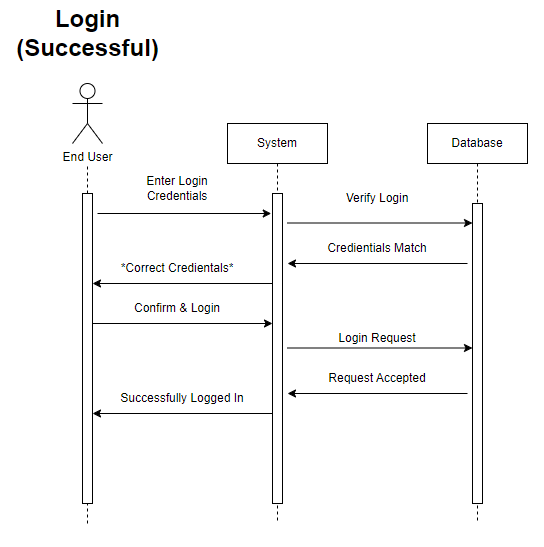 Login
(Successful)
End User
System
Database
Enter Login
Credentials
Verify Login
Credientials Match
*Correct Credientals*
Confirm & Login
Login Request
Request Accepted
Successfully Logged In